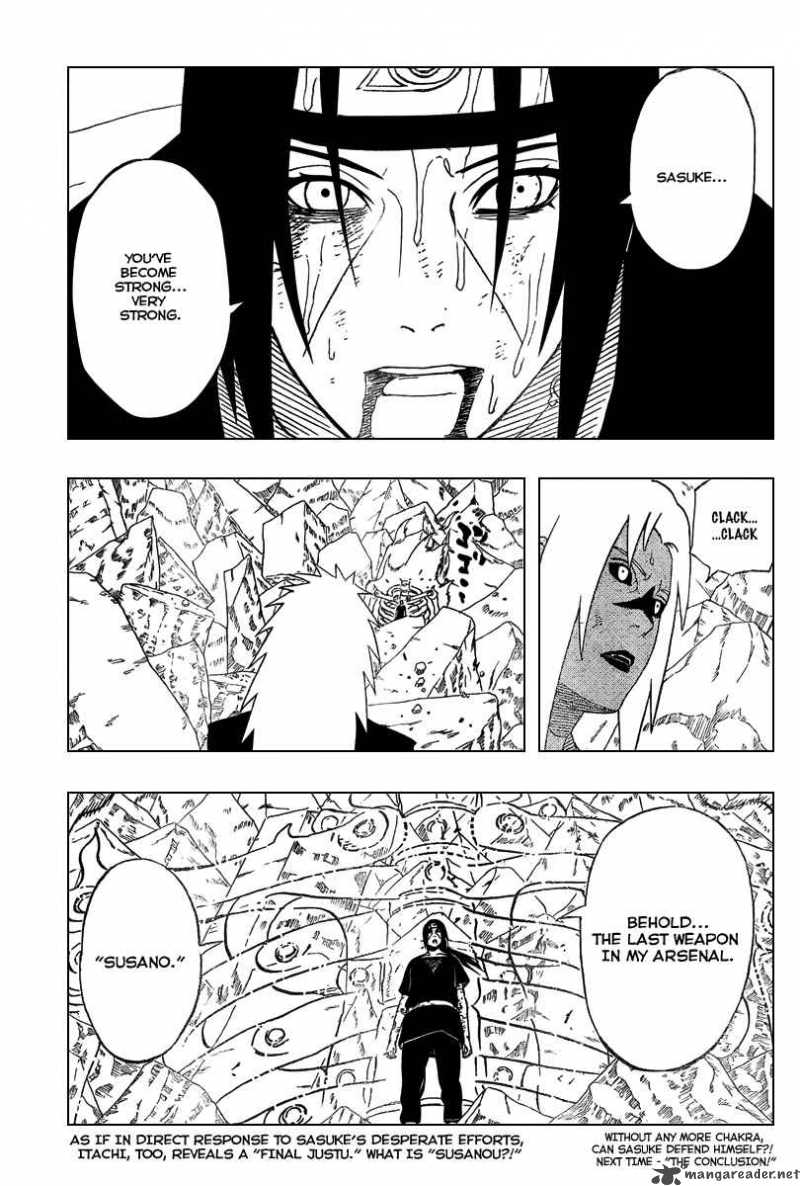 SASUKE...
YOU'VE
BECOME
STRONG...
VERY
STRONG.
CLACK...
...CLACK
BEHOLD...
THE LAST WEAPON
IN MY ARSENAL.
"SUSANO."
AS IF IN DIRECT RESPONSE TO SASUKE'S DESPERATE EFFORTS,
ITACHI, TOO, REVEALS A "FINAL JUSTU." WHAT IS "SUSANOU?!"
WITHOUT ANY MORE CHAKRA,
CAN SASUKE DEFEND HIMSELF?!
NEXT TIME - "THE CONCLUSION!"
mangareader.net